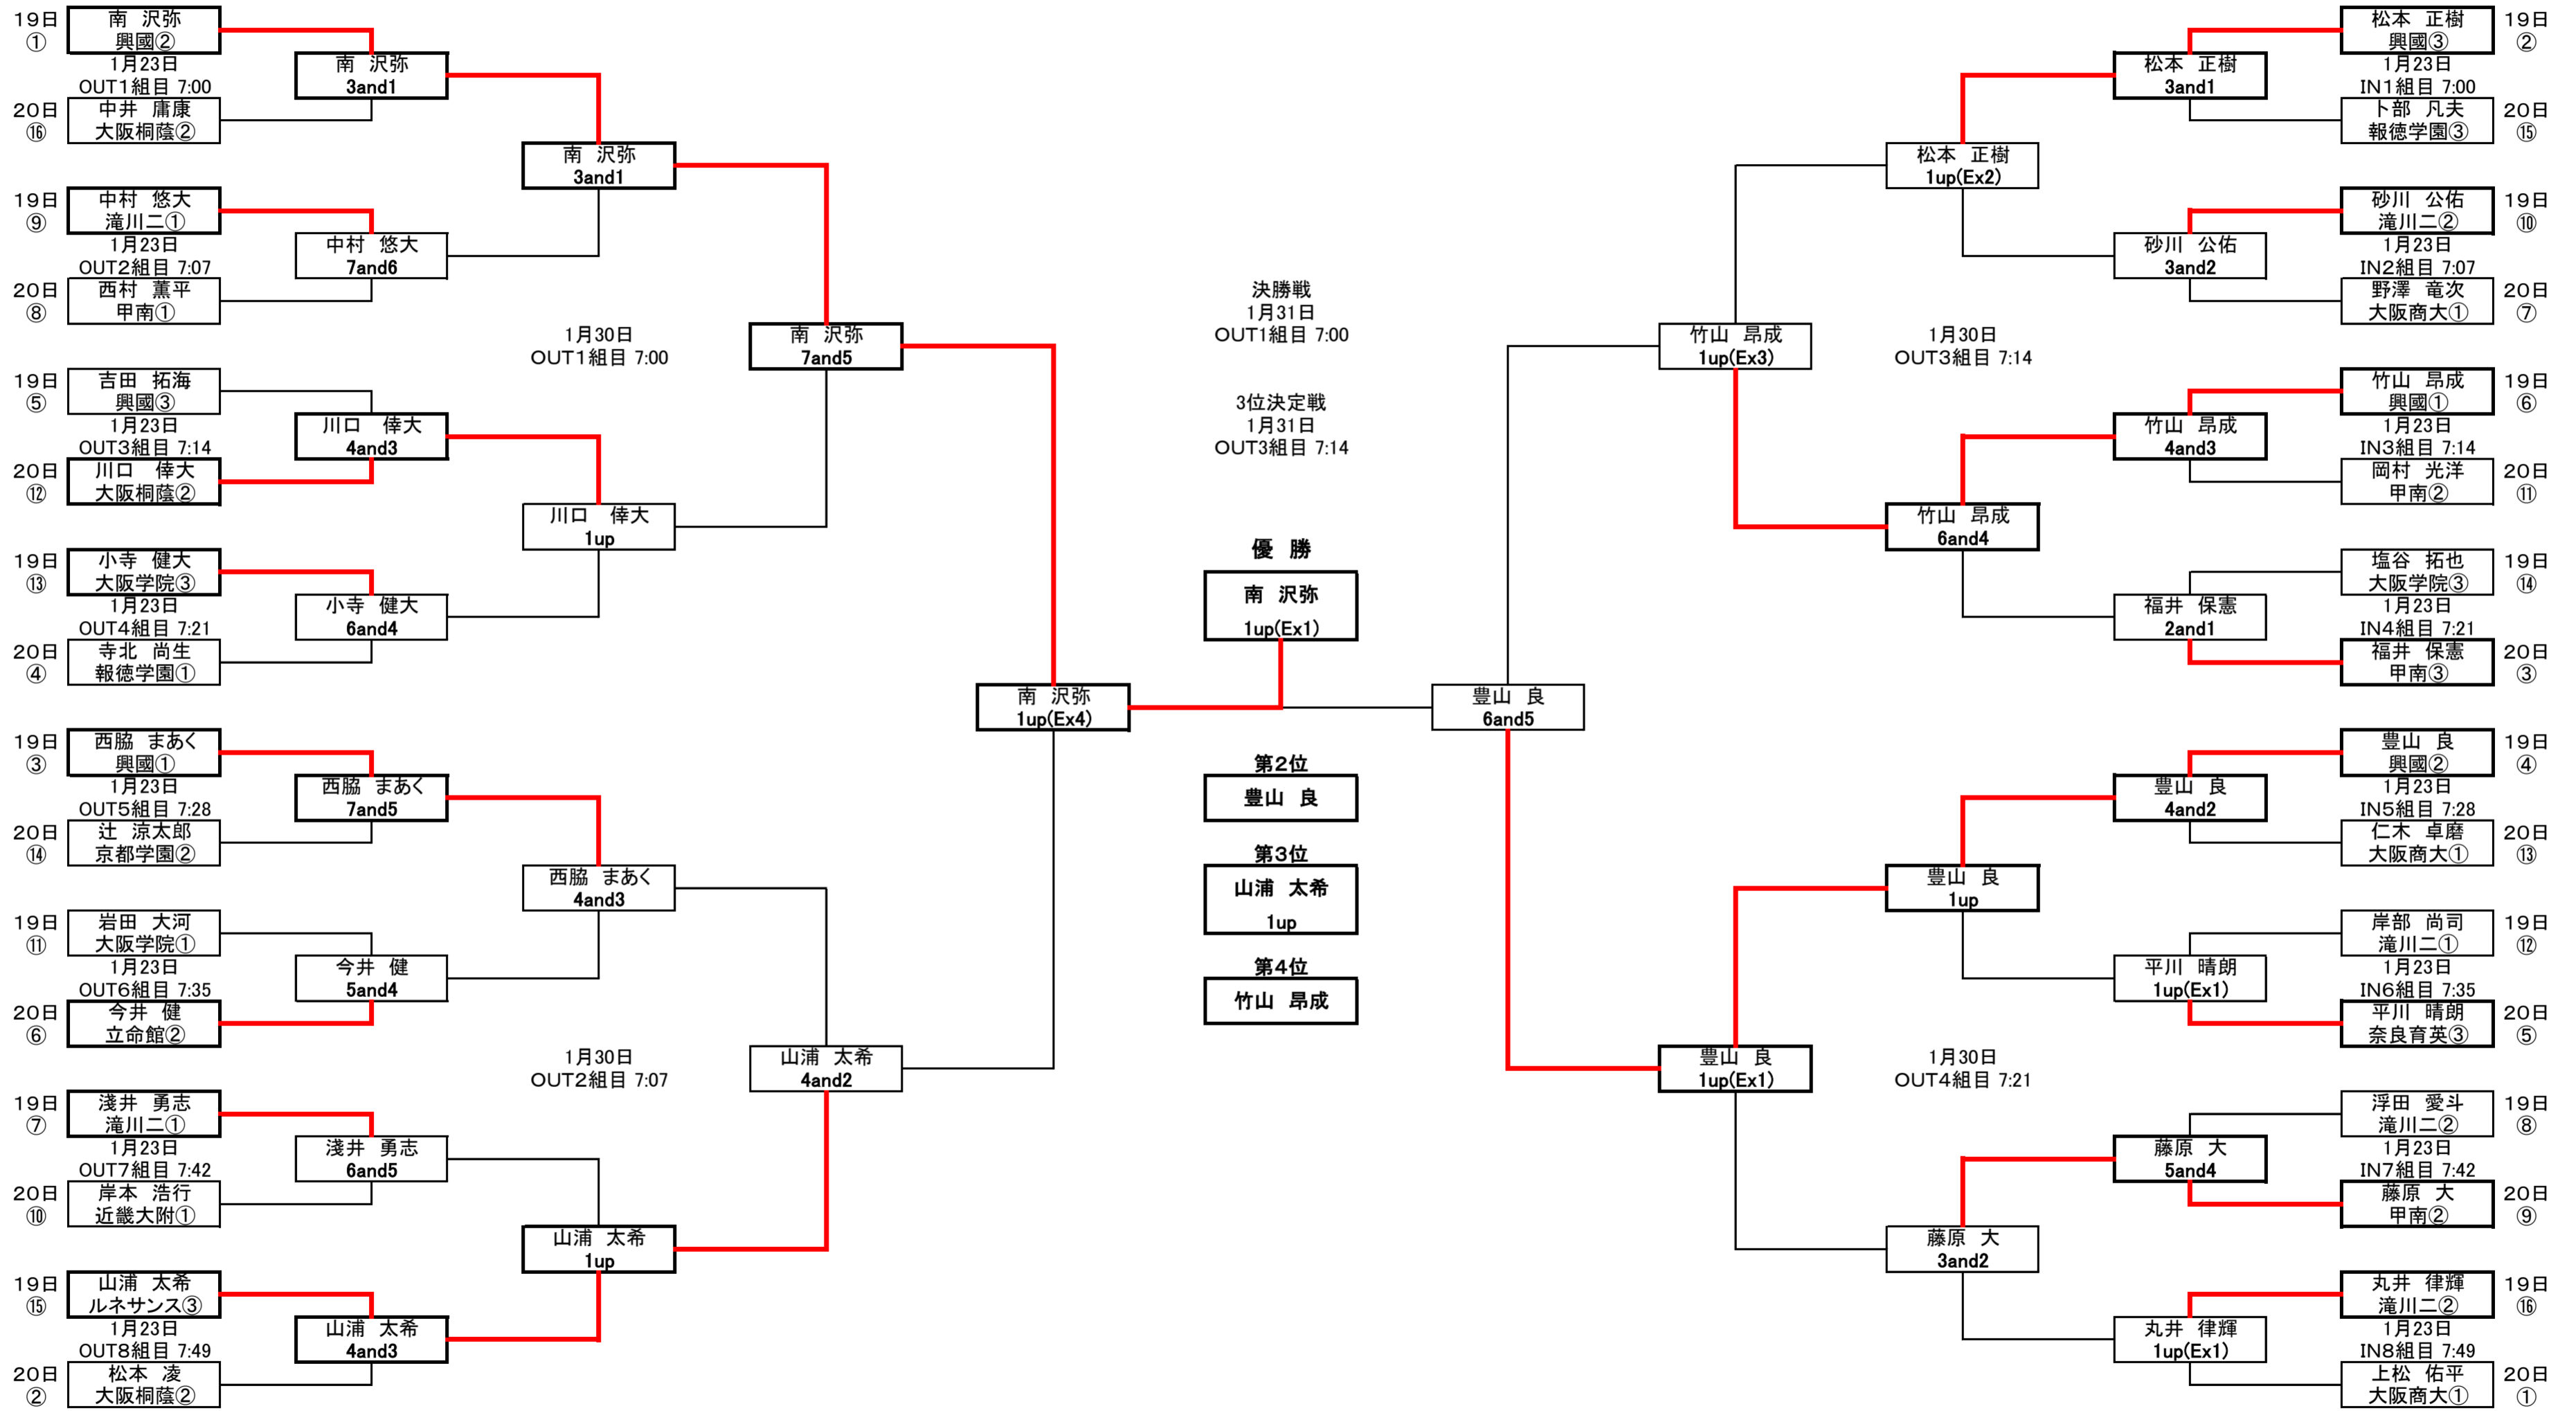 19日
①
南　沢弥
興國②
1月23日
OUT1組目 7:00
20日
⑯
中井　庸康
大阪桐蔭②
19日
⑨
中村　悠大
滝川二①
1月23日
OUT2組目 7:07
20日
⑧
西村　薫平
甲南①
19日
⑤
吉田　拓海
興國③
1月23日
OUT3組目 7:14
20日
⑫
川口　倖大
大阪桐蔭②
19日
⑬
小寺　健大
大阪学院③
1月23日
OUT4組目 7:21
20日
④
寺北　尚生
報徳学園①
19日
③
西脇　まあく
興國①
1月23日
OUT5組目 7:28
20日
⑭
辻　涼太郎
京都学園②
19日
⑪
岩田　大河
大阪学院①
1月23日
OUT6組目 7:35
20日
⑥
今井　健
立命館②
19日
⑦
淺井　勇志
滝川二①
1月23日
OUT7組目 7:42
20日
⑩
岸本　浩行
近畿大附①
19日
⑮
山浦　太希
ルネサンス③
1月23日
OUT8組目 7:49
20日
②
松本　凌
大阪桐蔭②
南　沢弥
3and1
中村　悠大
7and6
川口　倖大
4and3
小寺　健大
6and4
西脇　まあく
7and5
今井　健
5and4
淺井　勇志
6and5
山浦　太希
4and3
南　沢弥
3and1
1月30日
OUT1組目 7:00
川口　倖大
1up
西脇　まあく
4and3
1月30日
OUT2組目 7:07
山浦　太希
1up
南　沢弥
7and5
山浦　太希
4and2
南　沢弥
1up(Ex4)
決勝戦
1月31日
OUT1組目 7:00
3位決定戦
1月31日
OUT3組目 7:14
優　勝
南　沢弥
1up(Ex1)
第2位
豊山　良
第3位
山浦　太希
1up
第4位
竹山　昂成
豊山　良
6and5
竹山　昂成
1up(Ex3)
豊山　良
1up(Ex1)
松本　正樹
1up(Ex2)
1月30日
OUT3組目 7:14
竹山　昂成
6and4
豊山　良
1up
1月30日
OUT4組目 7:21
藤原　大
3and2
松本　正樹
3and1
砂川　公佑
3and2
竹山　昂成
4and3
福井　保憲
2and1
豊山　良
4and2
平川　晴朗
1up(Ex1)
藤原　大
5and4
丸井　律輝
1up(Ex1)
松本　正樹
興國③
19日
②
1月23日
IN1組目 7:00
卜部　凡夫
報徳学園③
20日
⑮
砂川　公佑
滝川二②
19日
⑩
1月23日
IN2組目 7:07
野澤　竜次
大阪商大①
20日
⑦
竹山　昂成
興國①
19日
⑥
1月23日
IN3組目 7:14
岡村　光洋
甲南②
20日
⑪
塩谷　拓也
大阪学院③
19日
⑭
1月23日
IN4組目 7:21
福井　保憲
甲南③
20日
③
豊山　良
興國②
19日
④
1月23日
IN5組目 7:28
仁木　卓磨
大阪商大①
20日
⑬
岸部　尚司
滝川二①
19日
⑫
1月23日
IN6組目 7:35
平川　晴朗
奈良育英③
20日
⑤
浮田　愛斗
滝川二②
19日
⑧
1月23日
IN7組目 7:42
藤原　大
甲南②
20日
⑨
丸井　律輝
滝川二②
19日
⑯
1月23日
IN8組目 7:49
上松　佑平
大阪商大①
20日
①